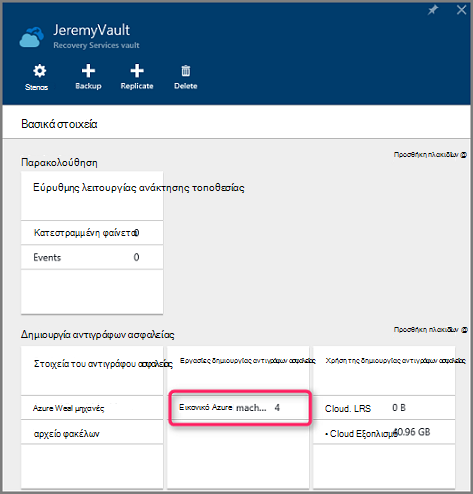 JeremyVault
Recovery Services vault
Stenos Backup Replicate Delete
Βασικά στοιχεία
Προσθήκη πλακιδίων
Παρακολούθηση
Εύρυθμης λειτουργίας ανάκτησης τοποθεσίας
Κατεστραμμένη φαίνεται 0
Events 0
Προσθήκη πλακιδίων
Δημιουργία αντιγράφων ασφαλείας
Στοιχεία του αντιγράφου ασφαλείας
Azure Weal μηχανές
αρχείο φακέλων
Εργασίες δημιουργίας αντιγράφων ασφαλείας
Εικονικό Azure mach... 4
Χρήση της δημιουργίας αντιγράφων ασφαλείας
Cloud. LRS 0 B
• Cloud Εξοπλισμό 40.96 GB